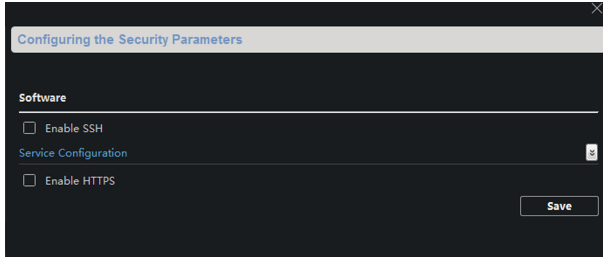 Configuring the Security Parameters
Software
Enable SSH
Service Configuration
Enable HTTPS
Save